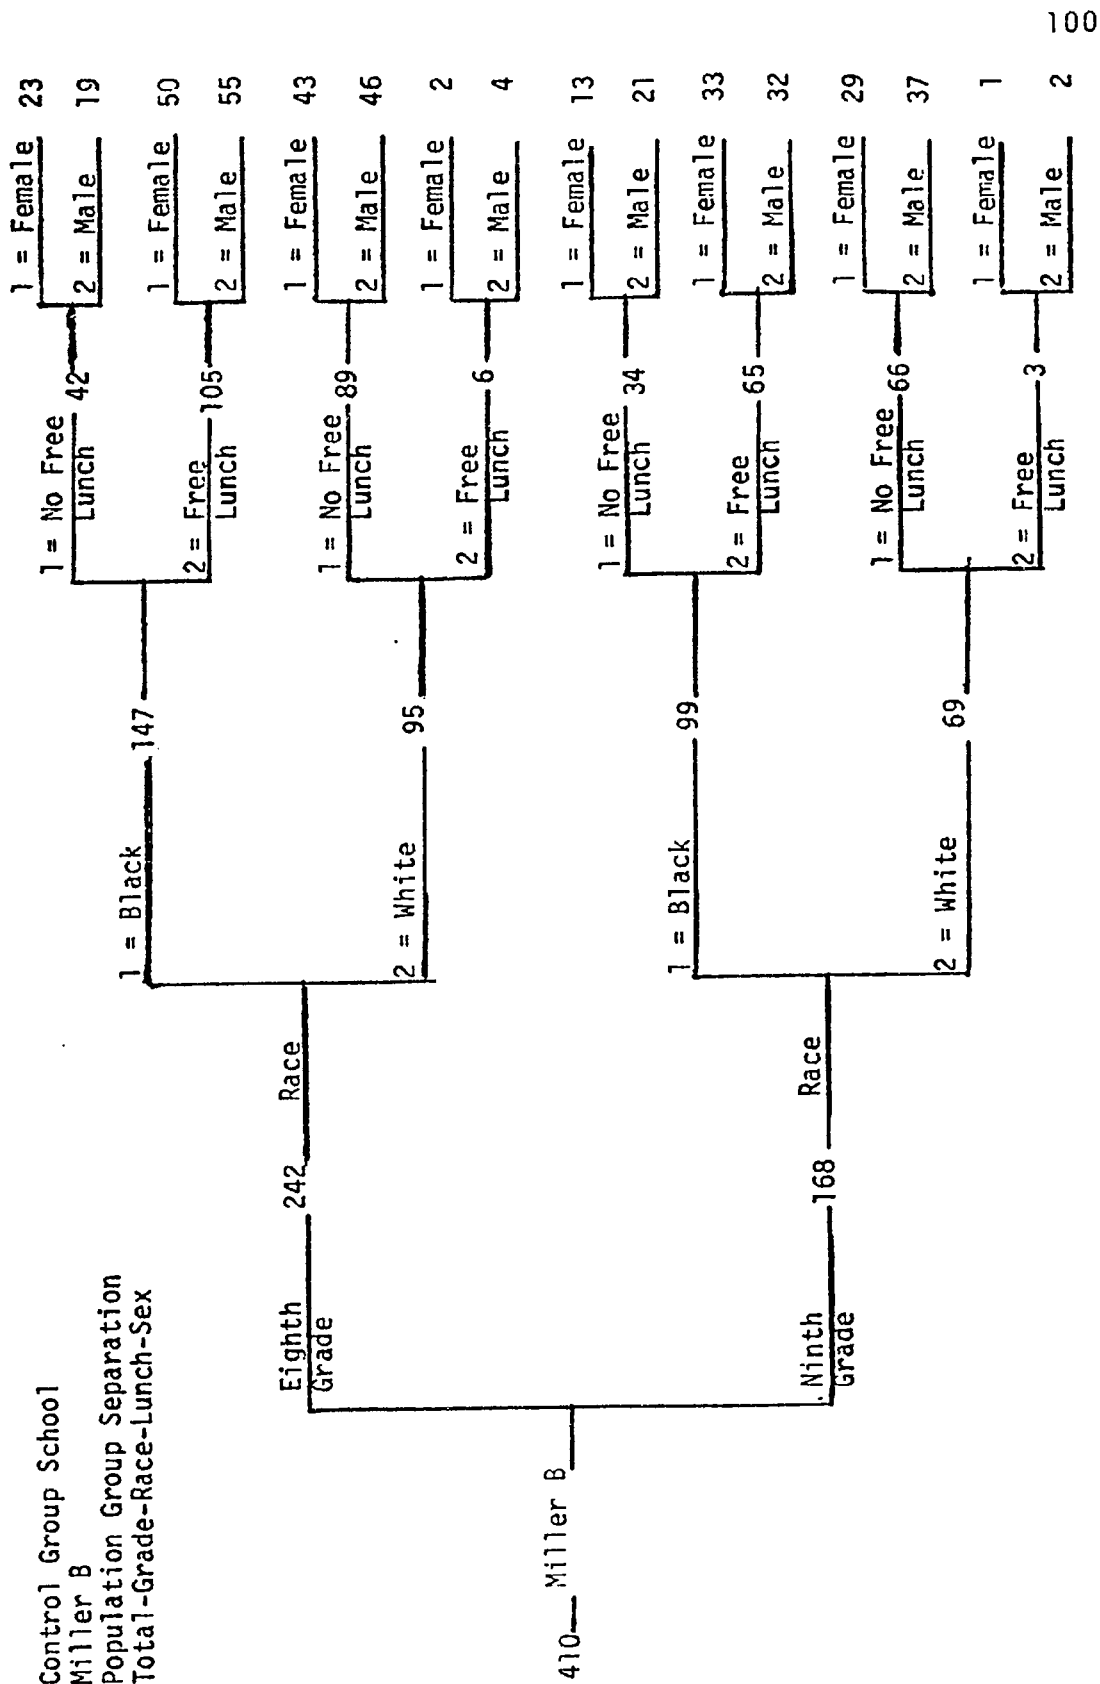 100
Control Group School
Miller B
Population Group Separation
Total-Grade-Race-Lunch-Sex
410 Miller B
Eighth
Grade
242 Race
1 = Black 147
1 = No Free 42
Lunch
1 = Female 23
2 = Male 19
2 = Free 105
Lunch
1 = Female 50
2 = Male 55
2 = White 95
1 = No Free 89
Lunch
1 = Female 43
2 = Male 46
2 = Free 6
Lunch
1 = Female 2
2 = Male 4
Ninth
Grade
168 Race
1 = Black 99
1 = No Free 34
Lunch
1 = Female 13
2 = Male 21
2 = Free 65
Lunch
1 = Female 33
2 = Male 32
2 = White 69
1 = No Free 66
Lunch
1 = Female 29
2 = Male 37
2 = Free 3
Lunch
1 = Female 1
2 = Male 2